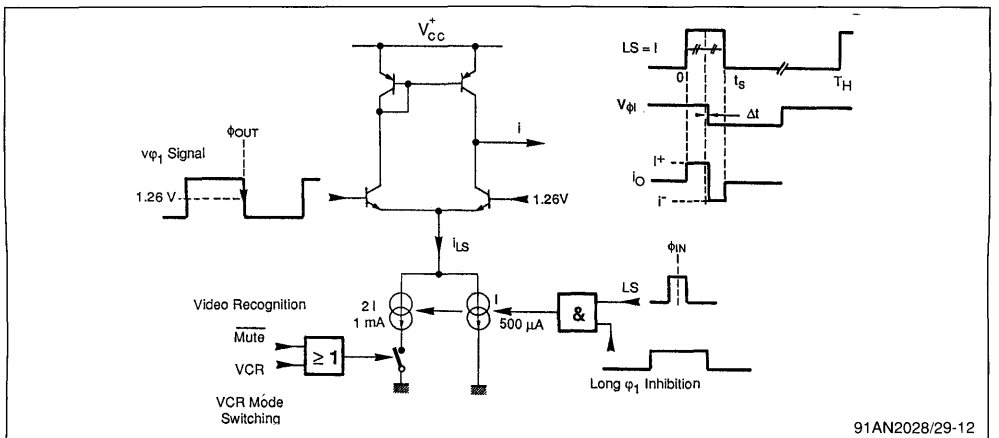 V⁺CC
LS = I
0
tS
TH
VφI
Δt
I+
iO
i−
i
φOUT
vφ1 Signal
1.26 V
1.26V
iLS
φIN
LS
Video Recognition
2 I
1 mA
I
500 µA
&
Mute
≥ 1
VCR
Long φ1 Inhibition
VCR Mode
Switching
91AN2028/29-12